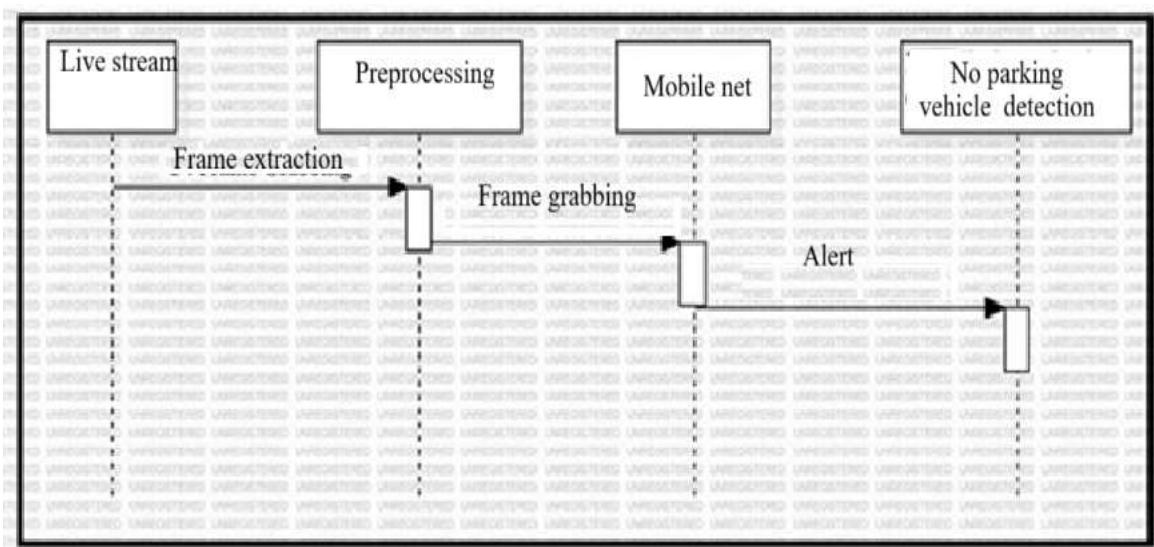 Live stream
Preprocessing
Mobile net
No parking
vehicle detection
Frame extraction
Frame grabbing
Alert